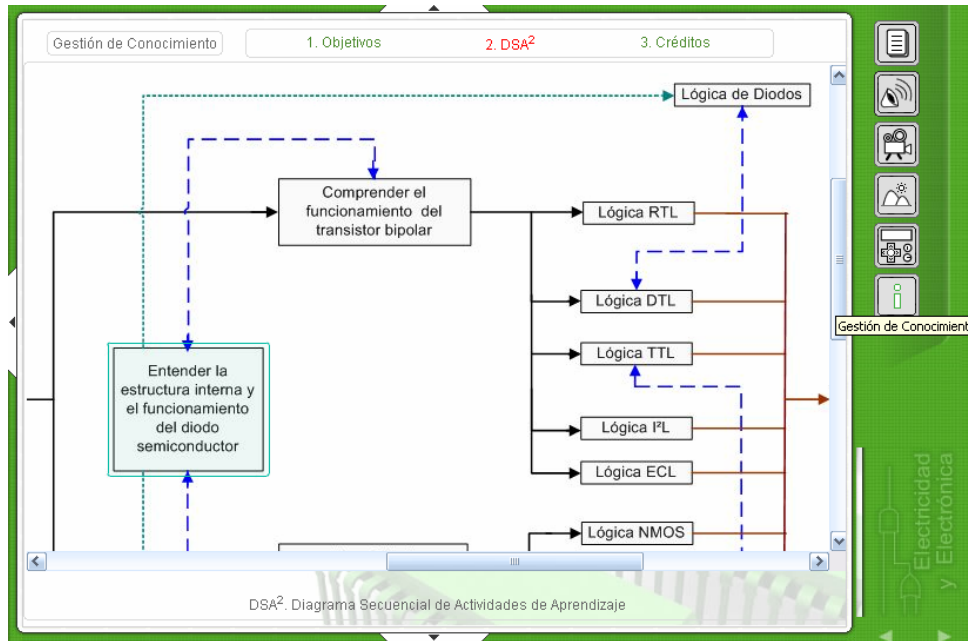 Gestión de Conocimiento
1. Objetivos
2. DSA²
3. Créditos
Lógica de Diodos
Comprender el
funcionamiento del
transistor bipolar
Lógica RTL
Lógica DTL
Gestión de Conocimient
Lógica TTL
Entender la
estructura interna y
el funcionamiento
del diodo
semiconductor
Lógica I²L
Lógica ECL
Lógica NMOS
Electricidad
y Electrónica
DSA². Diagrama Secuencial de Actividades de Aprendizaje